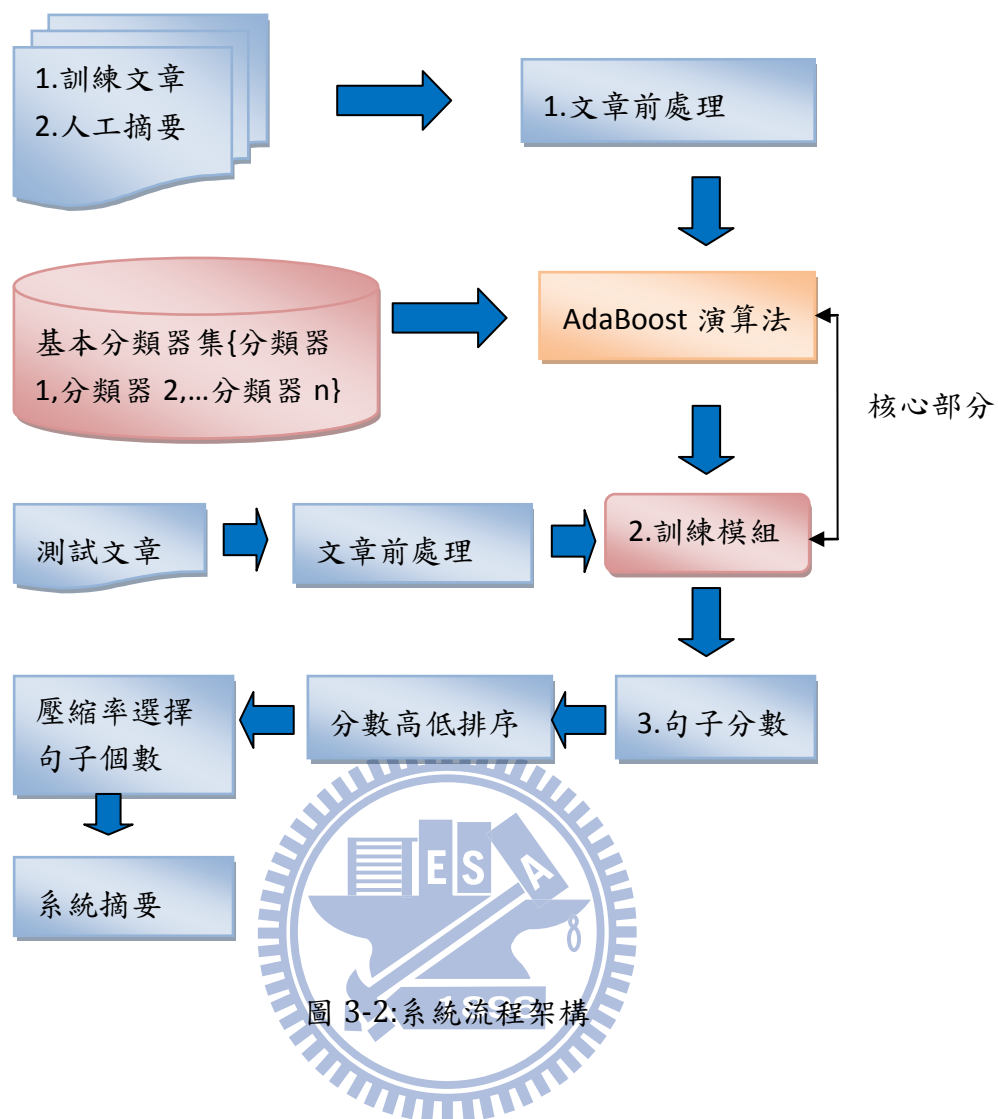 1.訓練文章
2.人工摘要
1.文章前處理
基本分類器集{分類器
1,分類器 2,…分類器 n}
AdaBoost 演算法
核心部分
測試文章
文章前處理
2.訓練模組
壓縮率選擇
句子個數
分數高低排序
3.句子分數
系統摘要
E S A
1896
圖 3-2:系統流程架構